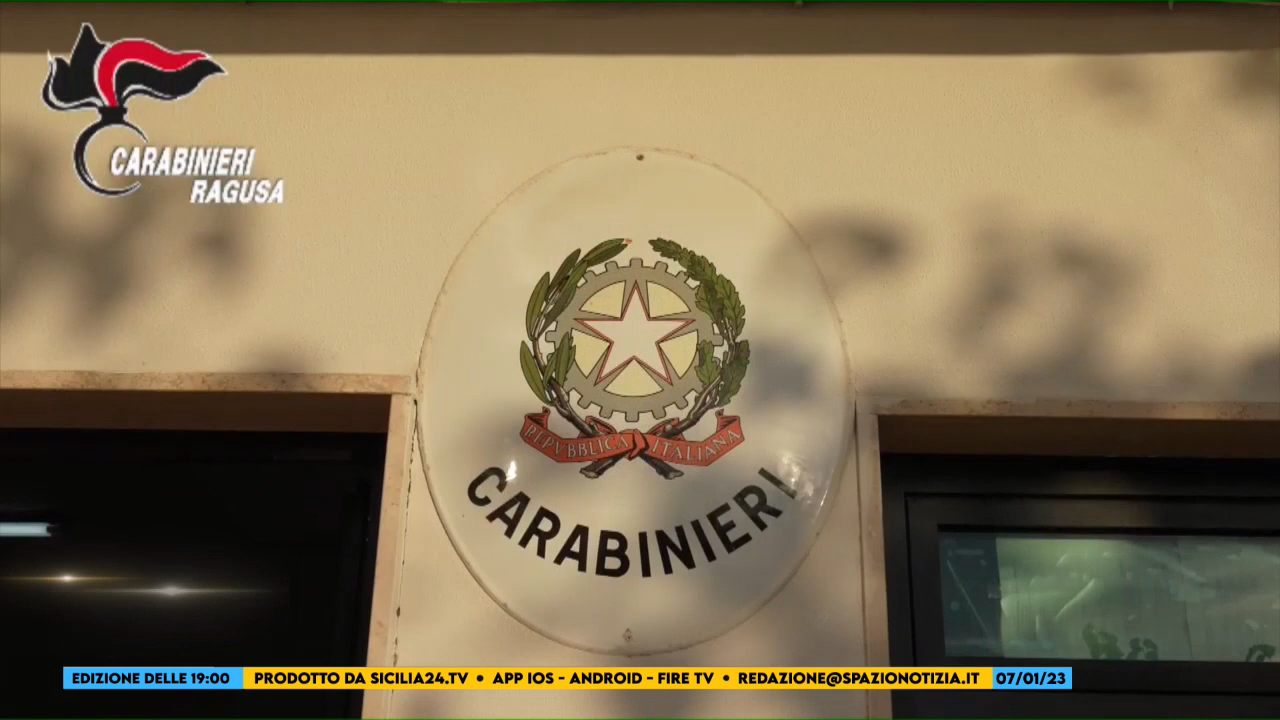 CARABINIERI
RAGUSA
REPVBBLICA ITALIANA
CARABINIERI
EDIZIONE DELLE 19:00 PRODOTTO DA SICILIA24.TV • APP IOS - ANDROID - FIRE TV • REDAZIONE@SPAZIONOTIZIA.IT 07/01/23